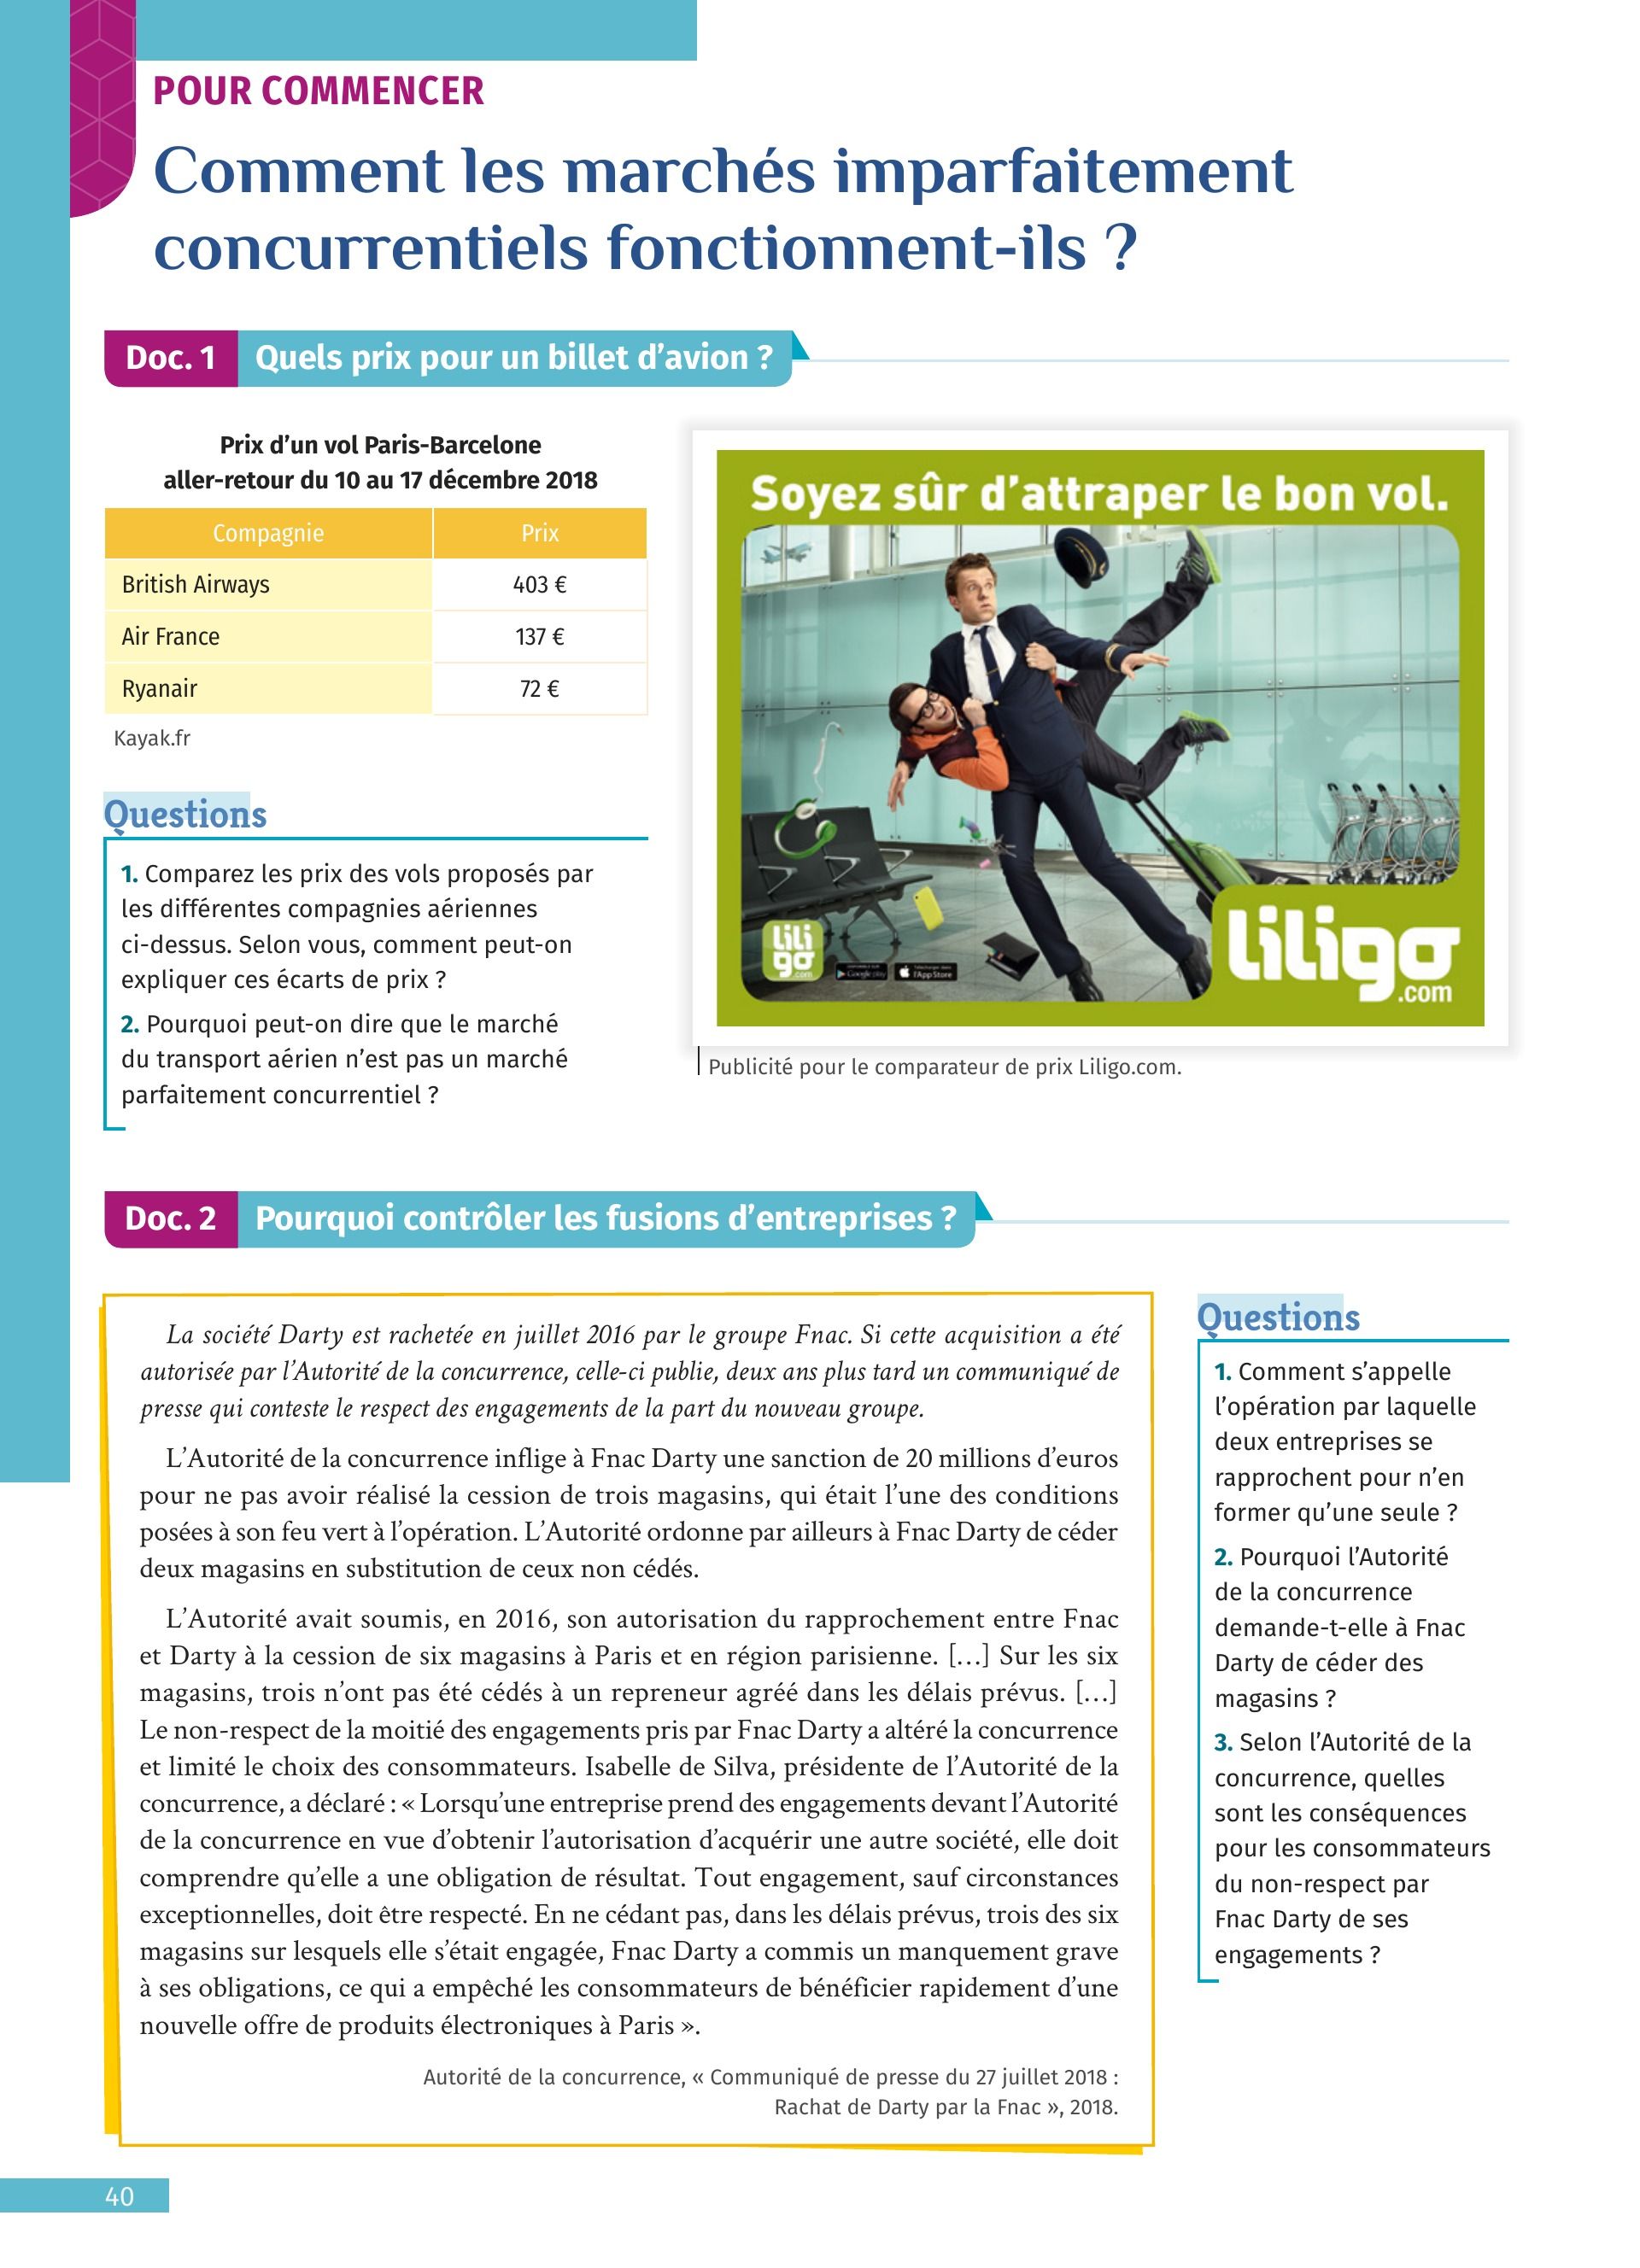 POUR COMMENCER
Comment les marchés imparfaitement
concurrentiels fonctionnent-ils ?
Doc. 1 Quels prix pour un billet d'avion ?
Prix d'un vol Paris-Barcelone
aller-retour du 10 au 17 décembre 2018
Compagnie Prix
British Airways 403 €
Air France 137 €
Ryanair 72 €
Kayak.fr
Questions
1. Comparez les prix des vols proposés par
les différentes compagnies aériennes
ci-dessus. Selon vous, comment peut-on
expliquer ces écarts de prix ?
2. Pourquoi peut-on dire que le marché
du transport aérien n'est pas un marché
parfaitement concurrentiel ?
Soyez sûr d'attraper le bon vol.
lili
go
.com
Google play
App Store
liligo
.com
Publicité pour le comparateur de prix Liligo.com.
Doc. 2 Pourquoi contrôler les fusions d'entreprises ?
La société Darty est rachetée en juillet 2016 par le groupe Fnac. Si cette acquisition a été
autorisée par l'Autorité de la concurrence, celle-ci publie, deux ans plus tard un communiqué de
presse qui conteste le respect des engagements de la part du nouveau groupe.
L'Autorité de la concurrence inflige à Fnac Darty une sanction de 20 millions d'euros
pour ne pas avoir réalisé la cession de trois magasins, qui était l'une des conditions
posées à son feu vert à l'opération. L'Autorité ordonne par ailleurs à Fnac Darty de céder
deux magasins en substitution de ceux non cédés.
L'Autorité avait soumis, en 2016, son autorisation du rapprochement entre Fnac
et Darty à la cession de six magasins à Paris et en région parisienne. […] Sur les six
magasins, trois n'ont pas été cédés à un repreneur agréé dans les délais prévus. […]
Le non-respect de la moitié des engagements pris par Fnac Darty a altéré la concurrence
et limité le choix des consommateurs. Isabelle de Silva, présidente de l'Autorité de la
concurrence, a déclaré : « Lorsqu'une entreprise prend des engagements devant l'Autorité
de la concurrence en vue d'obtenir l'autorisation d'acquérir une autre société, elle doit
comprendre qu'elle a une obligation de résultat. Tout engagement, sauf circonstances
exceptionnelles, doit être respecté. En ne cédant pas, dans les délais prévus, trois des six
magasins sur lesquels elle s'était engagée, Fnac Darty a commis un manquement grave
à ses obligations, ce qui a empêché les consommateurs de bénéficier rapidement d'une
nouvelle offre de produits électroniques à Paris ».
Autorité de la concurrence, « Communiqué de presse du 27 juillet 2018 :
Rachat de Darty par la Fnac », 2018.
Questions
1. Comment s'appelle
l'opération par laquelle
deux entreprises se
rapprochent pour n'en
former qu'une seule ?
2. Pourquoi l'Autorité
de la concurrence
demande-t-elle à Fnac
Darty de céder des
magasins ?
3. Selon l'Autorité de la
concurrence, quelles
sont les conséquences
pour les consommateurs
du non-respect par
Fnac Darty de ses
engagements ?
40